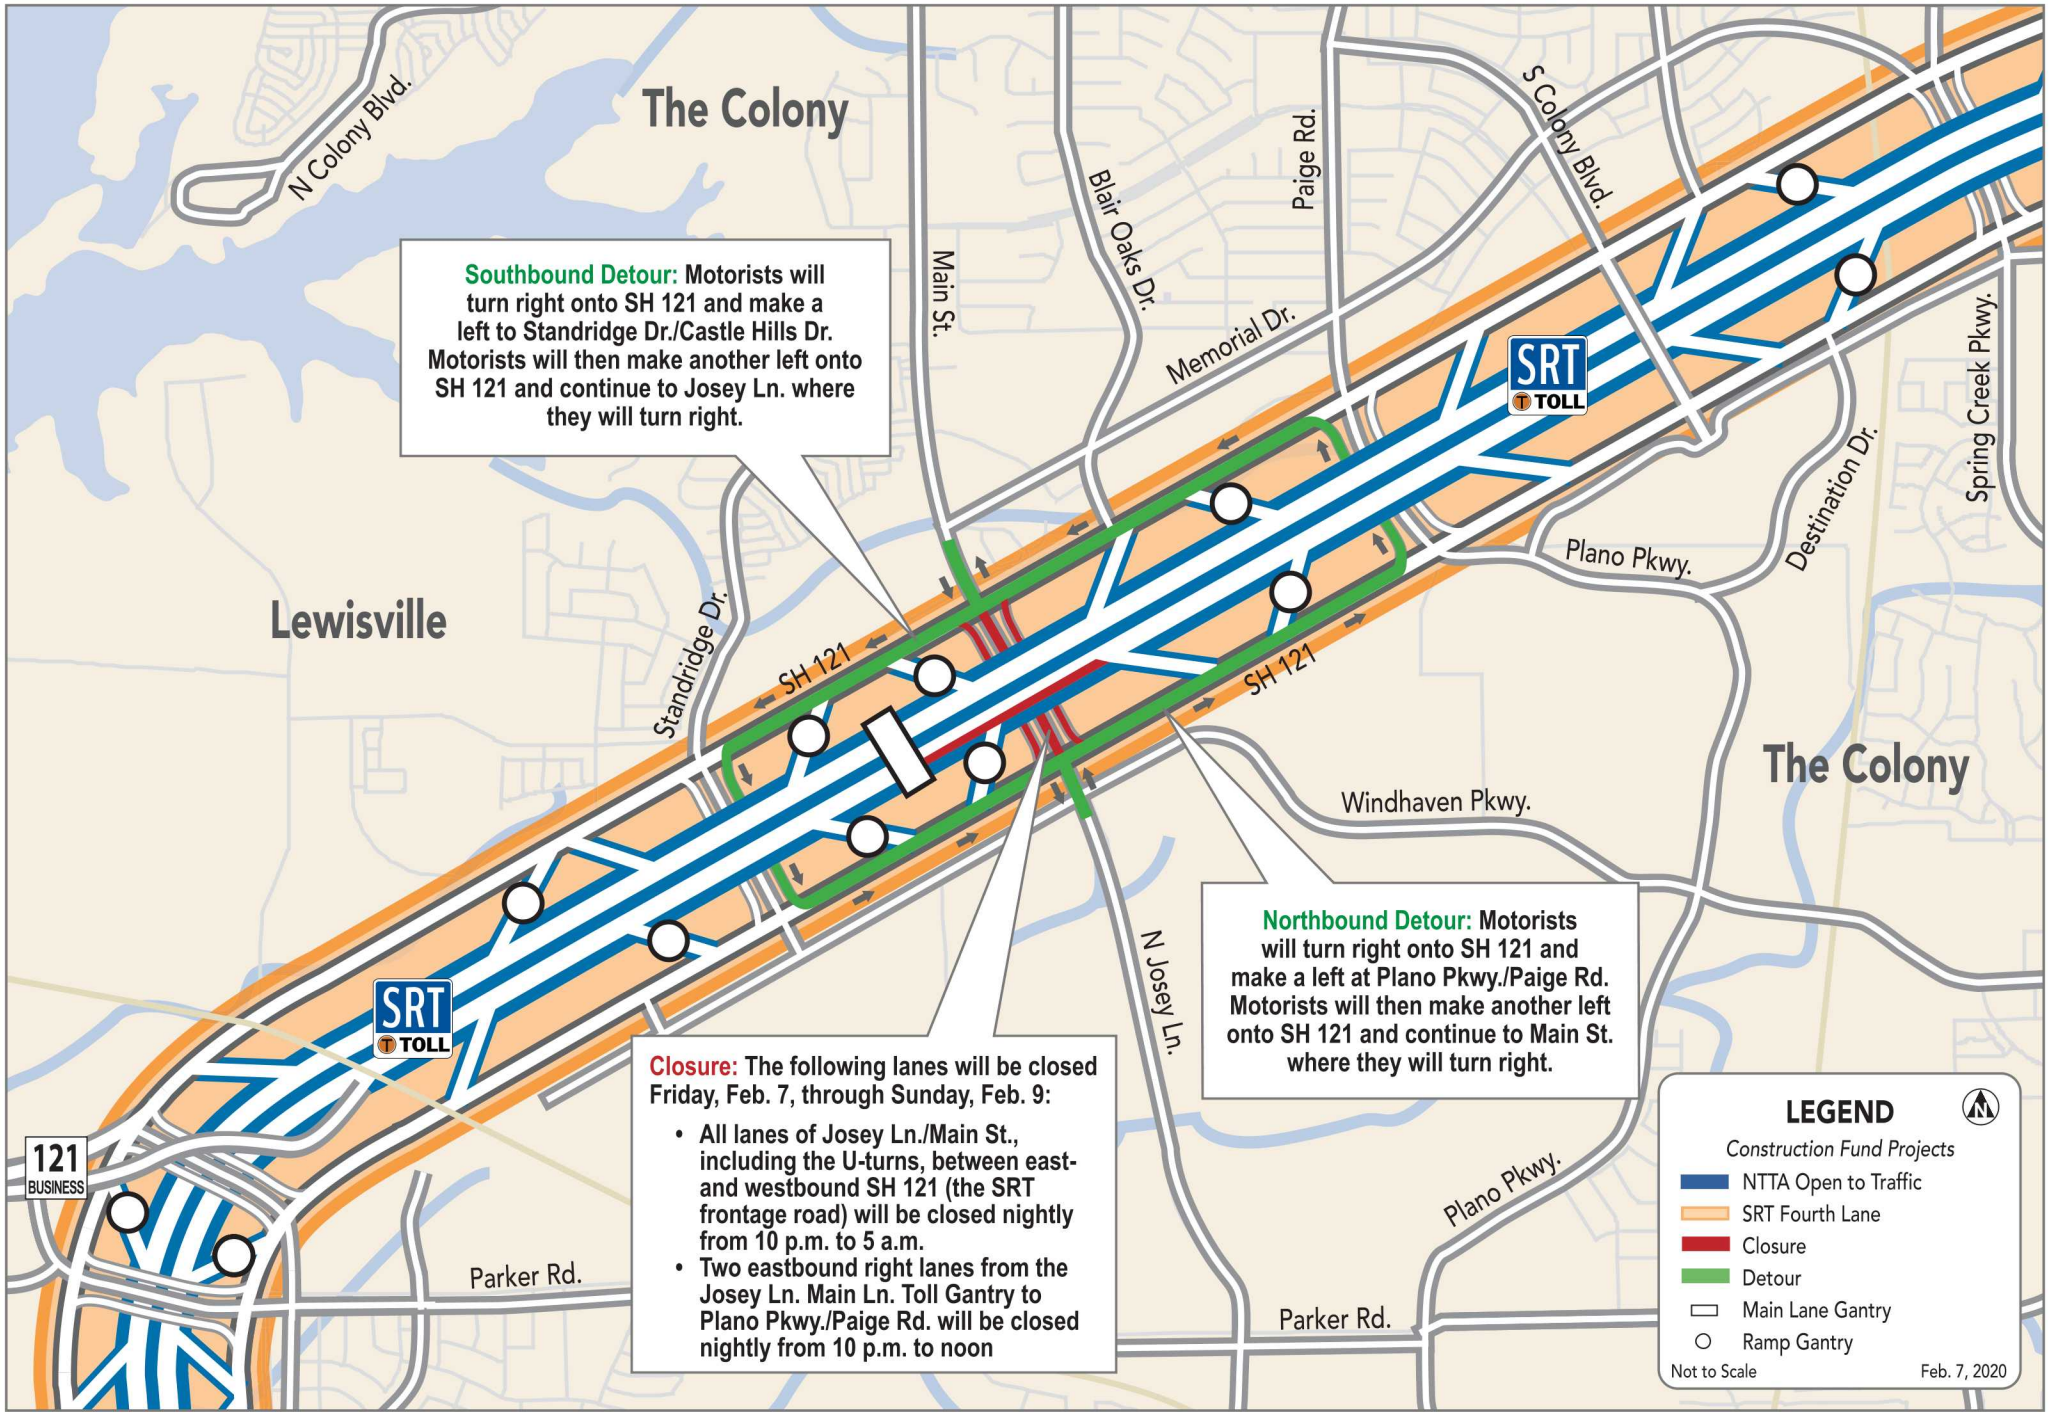 The Colony
N Colony Blvd.
Main St.
Blair Oaks Dr.
Paige Rd.
S Colony Blvd.
Memorial Dr.
Southbound Detour: Motorists will
turn right onto SH 121 and make a
left to Standridge Dr./Castle Hills Dr.
Motorists will then make another left onto
SH 121 and continue to Josey Ln. where
they will turn right.
SRT
T TOLL
Spring Creek Pkwy.
Destination Dr.
Plano Pkwy.
Lewisville
Standridge Dr.
SH 121
SH 121
The Colony
Windhaven Pkwy.
N Josey Ln.
Northbound Detour: Motorists
will turn right onto SH 121 and
make a left at Plano Pkwy./Paige Rd.
Motorists will then make another left
onto SH 121 and continue to Main St.
where they will turn right.
SRT
T TOLL
Closure: The following lanes will be closed
Friday, Feb. 7, through Sunday, Feb. 9:
• All lanes of Josey Ln./Main St.,
including the U-turns, between east-
and westbound SH 121 (the SRT
frontage road) will be closed nightly
from 10 p.m. to 5 a.m.
• Two eastbound right lanes from the
Josey Ln. Main Ln. Toll Gantry to
Plano Pkwy./Paige Rd. will be closed
nightly from 10 p.m. to noon
121
BUSINESS
Parker Rd.
Parker Rd.
Plano Pkwy.
LEGEND
N
Construction Fund Projects
NTTA Open to Traffic
SRT Fourth Lane
Closure
Detour
Main Lane Gantry
Ramp Gantry
Not to Scale
Feb. 7, 2020